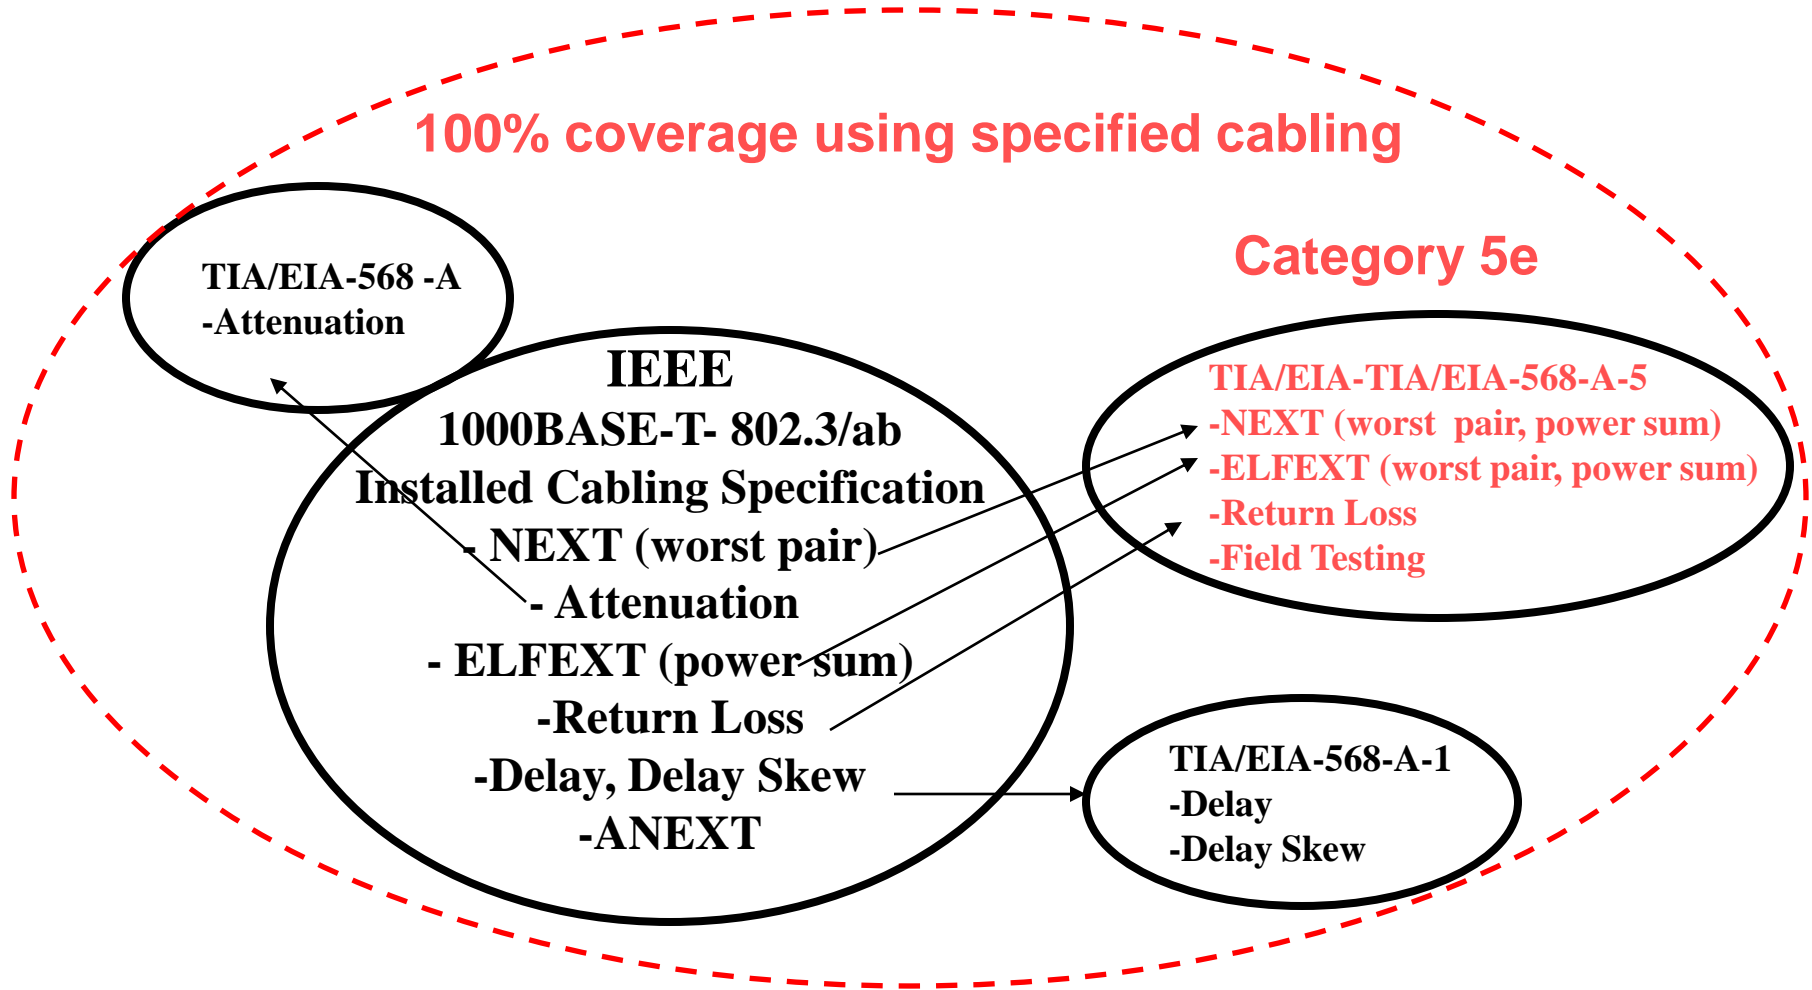 100% coverage using specified cabling
TIA/EIA-568 -A
-Attenuation
IEEE
1000BASE-T- 802.3/ab
Installed Cabling Specification
- NEXT (worst pair)
- Attenuation
- ELFEXT (power sum)
-Return Loss
-Delay, Delay Skew
-ANEXT
Category 5e
TIA/EIA-TIA/EIA-568-A-5
-NEXT (worst  pair, power sum)
-ELFEXT (worst pair, power sum)
-Return Loss
-Field Testing
TIA/EIA-568-A-1
-Delay
-Delay Skew